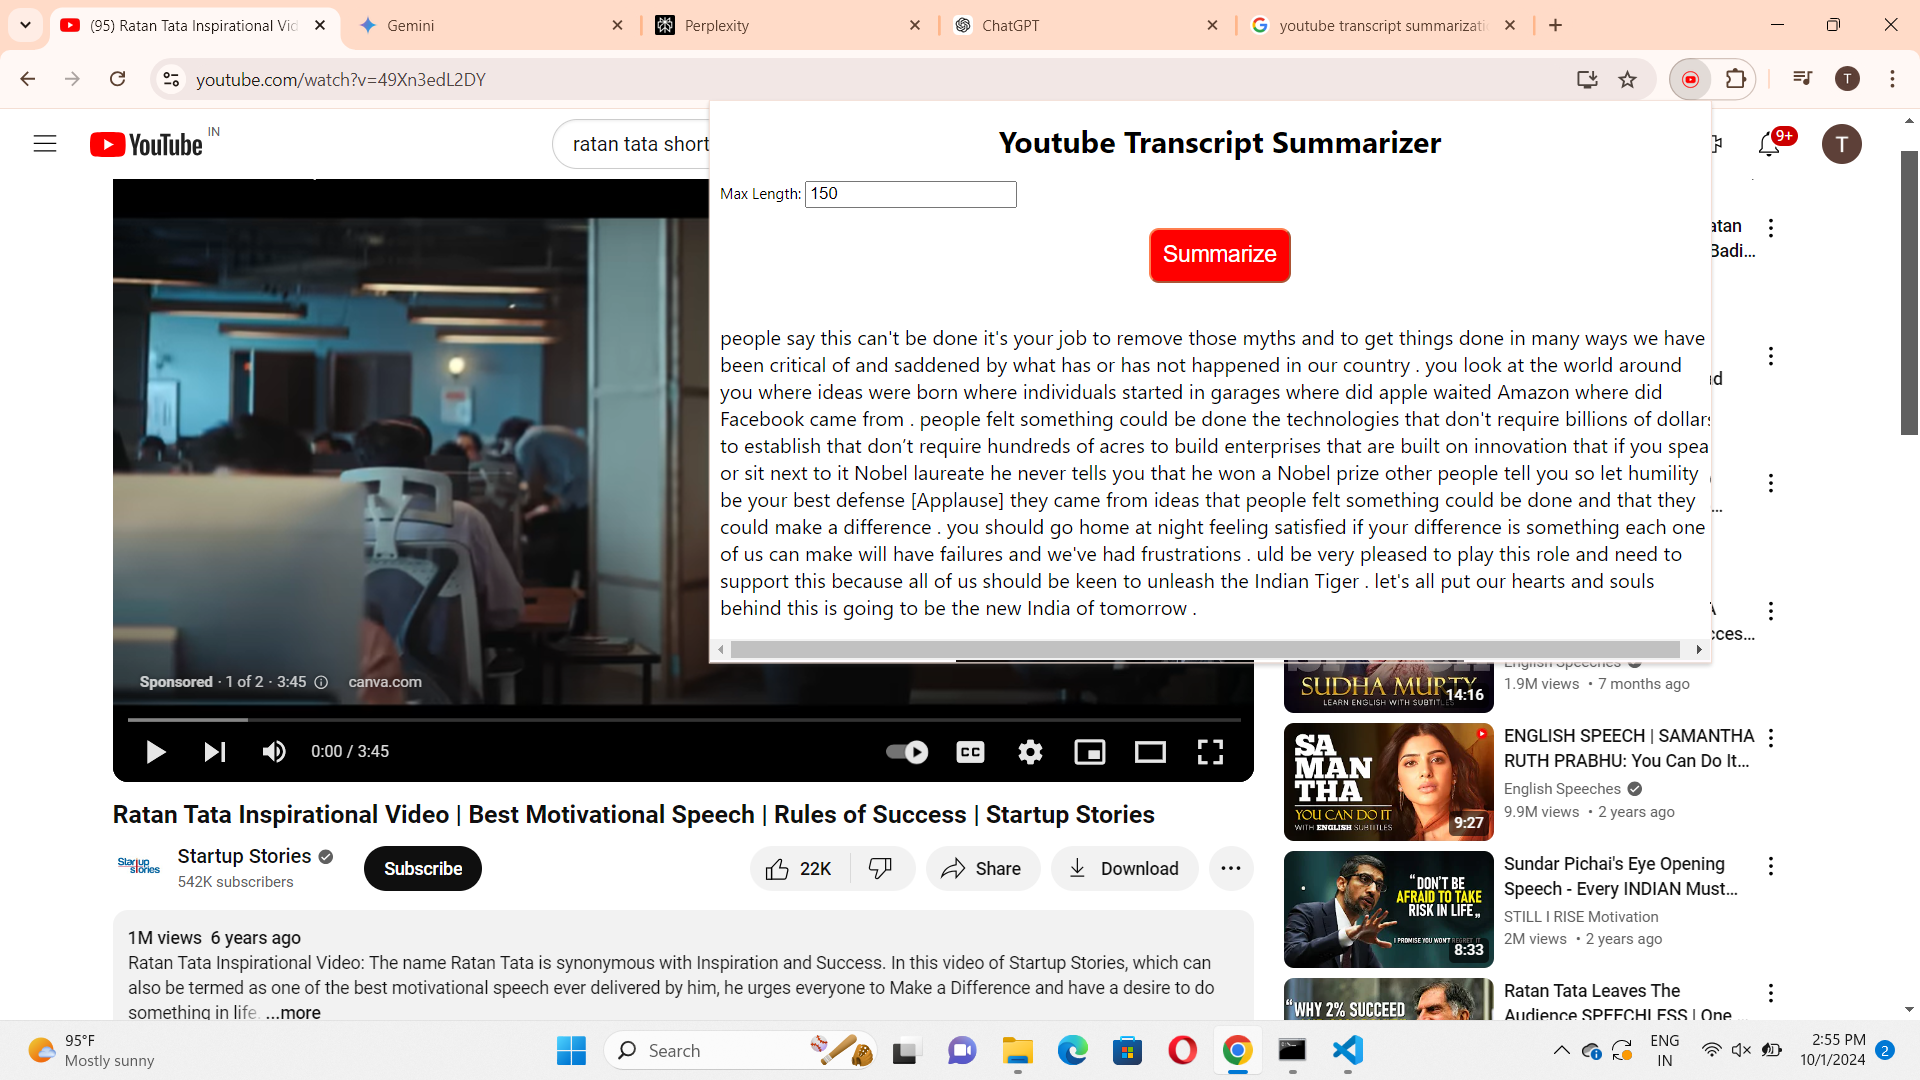 (95) Ratan Tata Inspirational Vid
Gemini
Perplexity
ChatGPT
youtube transcript summarizati
youtube.com/watch?v=49Xn3edL2DY
T
YouTube IN
ratan tata short
9+
T
Youtube Transcript Summarizer
Max Length: 150
Summarize
people say this can't be done it's your job to remove those myths and to get things done in many ways we have
been critical of and saddened by what has or has not happened in our country . you look at the world around
you where ideas were born where individuals started in garages where did apple waited Amazon where did
Facebook came from . people felt something could be done the technologies that don't require billions of dollars
to establish that don’t require hundreds of acres to build enterprises that are built on innovation that if you spea
or sit next to it Nobel laureate he never tells you that he won a Nobel prize other people tell you so let humility
be your best defense [Applause] they came from ideas that people felt something could be done and that they
could make a difference . you should go home at night feeling satisfied if your difference is something each one
of us can make will have failures and we've had frustrations . uld be very pleased to play this role and need to
support this because all of us should be keen to unleash the Indian Tiger . let's all put our hearts and souls
behind this is going to be the new India of tomorrow .
Sponsored · 1 of 2 · 3:45
canva.com
0:00 / 3:45
CC
Ratan Tata Inspirational Video | Best Motivational Speech | Rules of Success | Startup Stories
Startup stories
Startup Stories
542K subscribers
Subscribe
22K
Share
Download
1M views 6 years ago
Ratan Tata Inspirational Video: The name Ratan Tata is synonymous with Inspiration and Success. In this video of Startup Stories, which can
also be termed as one of the best motivational speech ever delivered by him, he urges everyone to Make a Difference and have a desire to do
something in life. ...more
atan
Badi...
cces...
SUDHA MURTY
LEARN ENGLISH WITH SUBTITLES
14:16
English Speeches
1.9M views • 7 months ago
SAMANTHA
YOU CAN DO IT
WITH ENGLISH SUBTITLES
9:27
ENGLISH SPEECH | SAMANTHA
RUTH PRABHU: You Can Do It...
English Speeches
9.9M views • 2 years ago
“DON'T BE
AFRAID TO TAKE
RISK IN LIFE„
I PROMISE YOU WON'T REGRET IT
8:33
Sundar Pichai's Eye Opening
Speech - Every INDIAN Must...
STILL I RISE Motivation
2M views • 2 years ago
“WHY 2% SUCCEED
Ratan Tata Leaves The
Audience SPEECHLESS | One
95°F
Mostly sunny
Search
ENG
IN
2:55 PM
10/1/2024
2